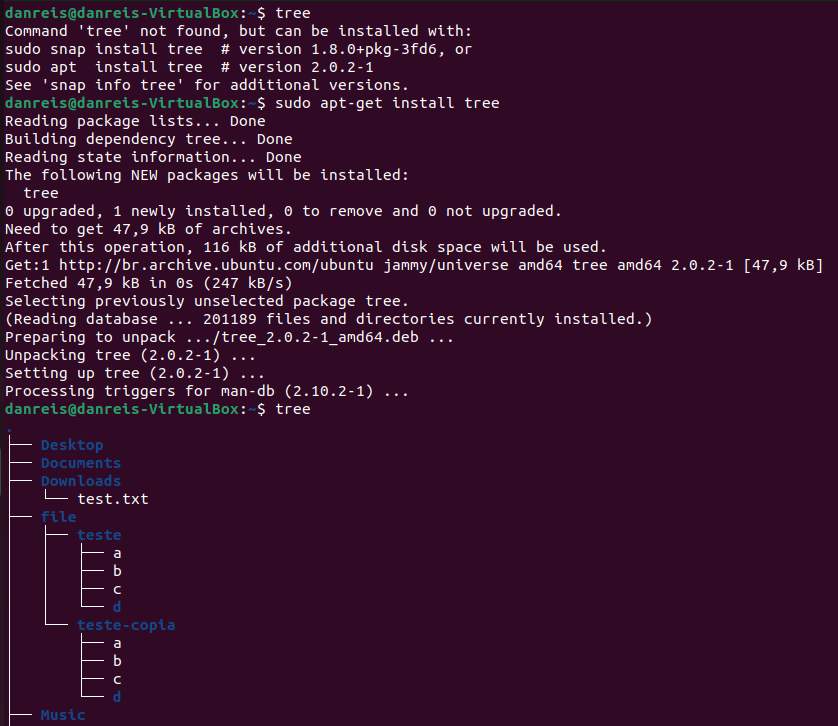 danreis@danreis-VirtualBox:~$ tree
Command 'tree' not found, but can be installed with:
sudo snap install tree  # version 1.8.0+pkg-3fd6, or
sudo apt  install tree  # version 2.0.2-1
See 'snap info tree' for additional versions.
danreis@danreis-VirtualBox:~$ sudo apt-get install tree
Reading package lists... Done
Building dependency tree... Done
Reading state information... Done
The following NEW packages will be installed:
  tree
0 upgraded, 1 newly installed, 0 to remove and 0 not upgraded.
Need to get 47,9 kB of archives.
After this operation, 116 kB of additional disk space will be used.
Get:1 http://br.archive.ubuntu.com/ubuntu jammy/universe amd64 tree amd64 2.0.2-1 [47,9 kB]
Fetched 47,9 kB in 0s (247 kB/s)
Selecting previously unselected package tree.
(Reading database ... 201189 files and directories currently installed.)
Preparing to unpack .../tree_2.0.2-1_amd64.deb ...
Unpacking tree (2.0.2-1) ...
Setting up tree (2.0.2-1) ...
Processing triggers for man-db (2.10.2-1) ...
danreis@danreis-VirtualBox:~$ tree
.
├── Desktop
├── Documents
├── Downloads
│   └── test.txt
├── file
│   ├── teste
│   │   ├── a
│   │   ├── b
│   │   ├── c
│   │   └── d
│   └── teste-copia
│       ├── a
│       ├── b
│       ├── c
│       └── d
├── Music